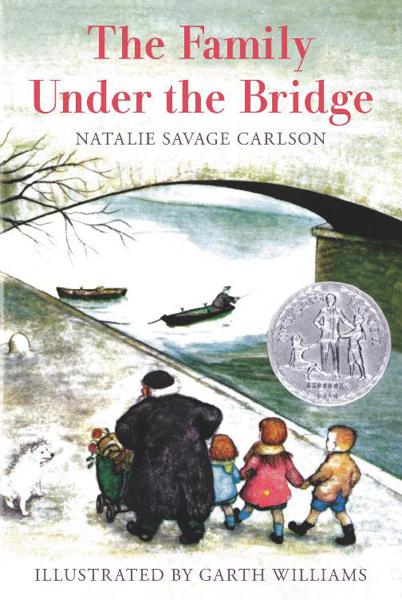 The Family
Under the Bridge
NATALIE SAVAGE CARLSON
ILLUSTRATED BY GARTH WILLIAMS